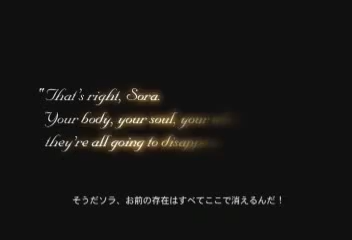 "That's right, Sora.
Your body, your soul, your
they're all going to
そうだソラ、お前の存在はすべてここで消えるんだ！